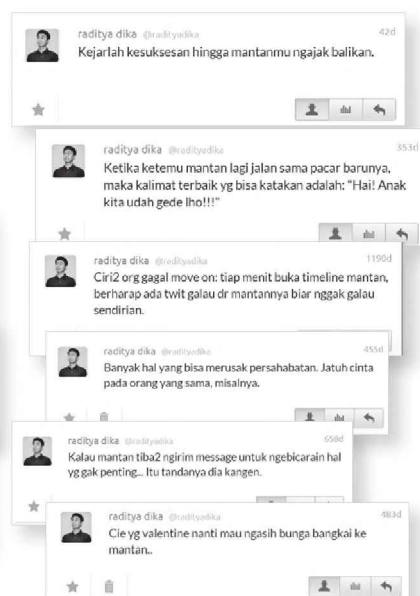 raditya dika @radityadika 42d
Kejarlah kesuksesan hingga mantanmu ngajak balikan.
raditya dika @radityadika 353d
Ketika ketemu mantan lagi jalan sama pacar barunya,
maka kalimat terbaik yg bisa katakan adalah: "Hai! Anak
kita udah gede lho!!!"
raditya dika @radityadika 1190d
Ciri2 org gagal move on: tiap menit buka timeline mantan,
berharap ada twit galau dr mantannya biar nggak galau
sendirian.
raditya dika @radityadika 455d
Banyak hal yang bisa merusak persahabatan. Jatuh cinta
pada orang yang sama, misalnya.
raditya dika @radityadika 658d
Kalau mantan tiba2 ngirim message untuk ngebicarain hal
yg gak penting... Itu tandanya dia kangen.
raditya dika @radityadika 483d
Cie yg valentine nanti mau ngasih bunga bangkai ke
mantan..